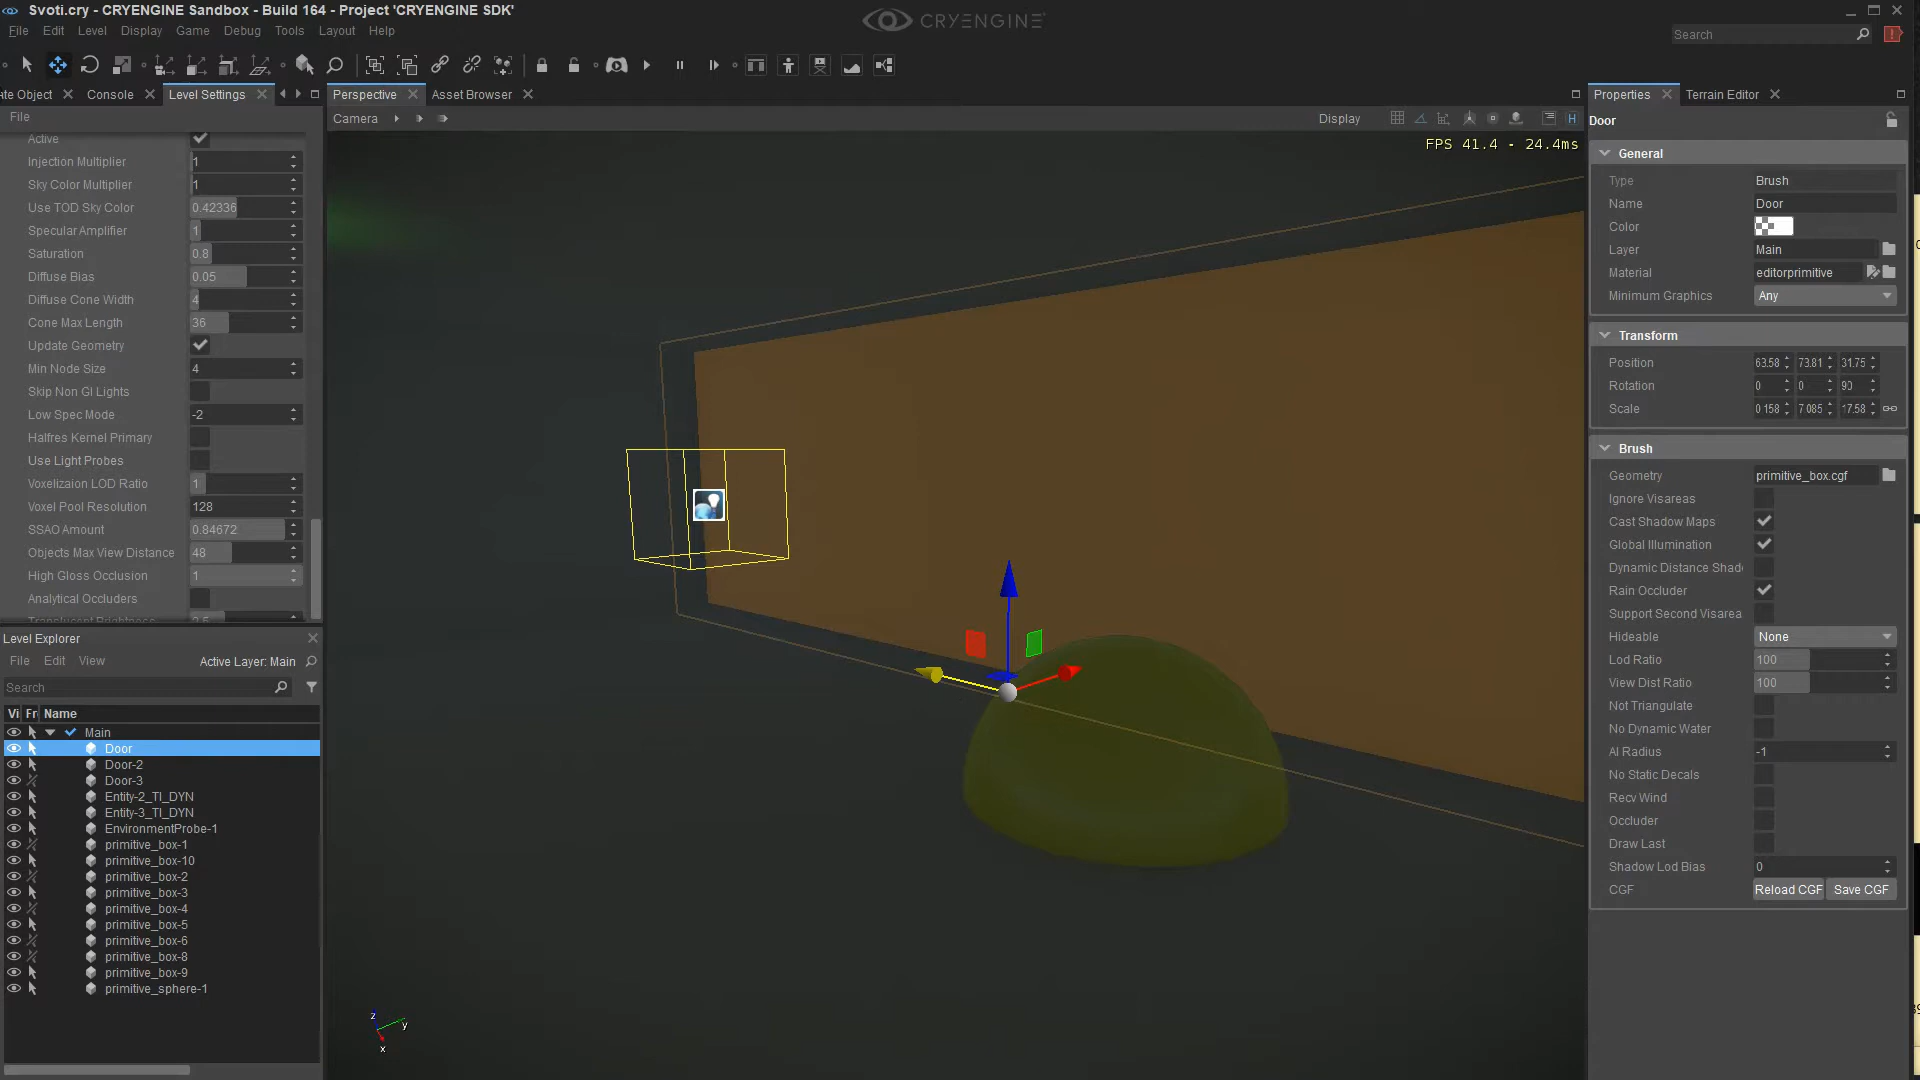 Svoti.cry - CRYENGINE Sandbox - Build 164 - Project 'CRYENGINE SDK'
CRYENGINE
File Edit Level Display Game Debug Tools Layout Help
Search
ate Object
Console
Level Settings
Perspective
Asset Browser
Properties
Terrain Editor
File
Active
Injection Multiplier 1
Sky Color Multiplier 1
Use TOD Sky Color 0.42336
Specular Amplifier 1
Saturation 0.8
Diffuse Bias 0.05
Diffuse Cone Width 4
Cone Max Length 36
Update Geometry
Min Node Size 4
Skip Non GI Lights
Low Spec Mode -2
Halfres Kernel Primary
Use Light Probes
Voxelizaion LOD Ratio 1
Voxel Pool Resolution 128
SSAO Amount 0.84672
Objects Max View Distance 48
High Gloss Occlusion 1
Analytical Occluders
Level Explorer
File Edit View Active Layer: Main
Search
Vi Fr Name
Main
Door
Door-2
Door-3
Entity-2_TI_DYN
Entity-3_TI_DYN
EnvironmentProbe-1
primitive_box-1
primitive_box-10
primitive_box-2
primitive_box-3
primitive_box-4
primitive_box-5
primitive_box-6
primitive_box-8
primitive_box-9
primitive_sphere-1
Camera
Display
H
FPS 41.4 - 24.4ms
z
y
x
Door
General
Type Brush
Name Door
Color
Layer Main
Material editorprimitive
Minimum Graphics Any
Transform
Position 63.58 73.81 31.75
Rotation 0 0 90
Scale 0.158 7.085 17.58
Brush
Geometry primitive_box.cgf
Ignore Visareas
Cast Shadow Maps
Global Illumination
Dynamic Distance Shad
Rain Occluder
Support Second Visarea
Hideable None
Lod Ratio 100
View Dist Ratio 100
Not Triangulate
No Dynamic Water
AI Radius -1
No Static Decals
Recv Wind
Occluder
Draw Last
Shadow Lod Bias 0
CGF Reload CGF Save CGF